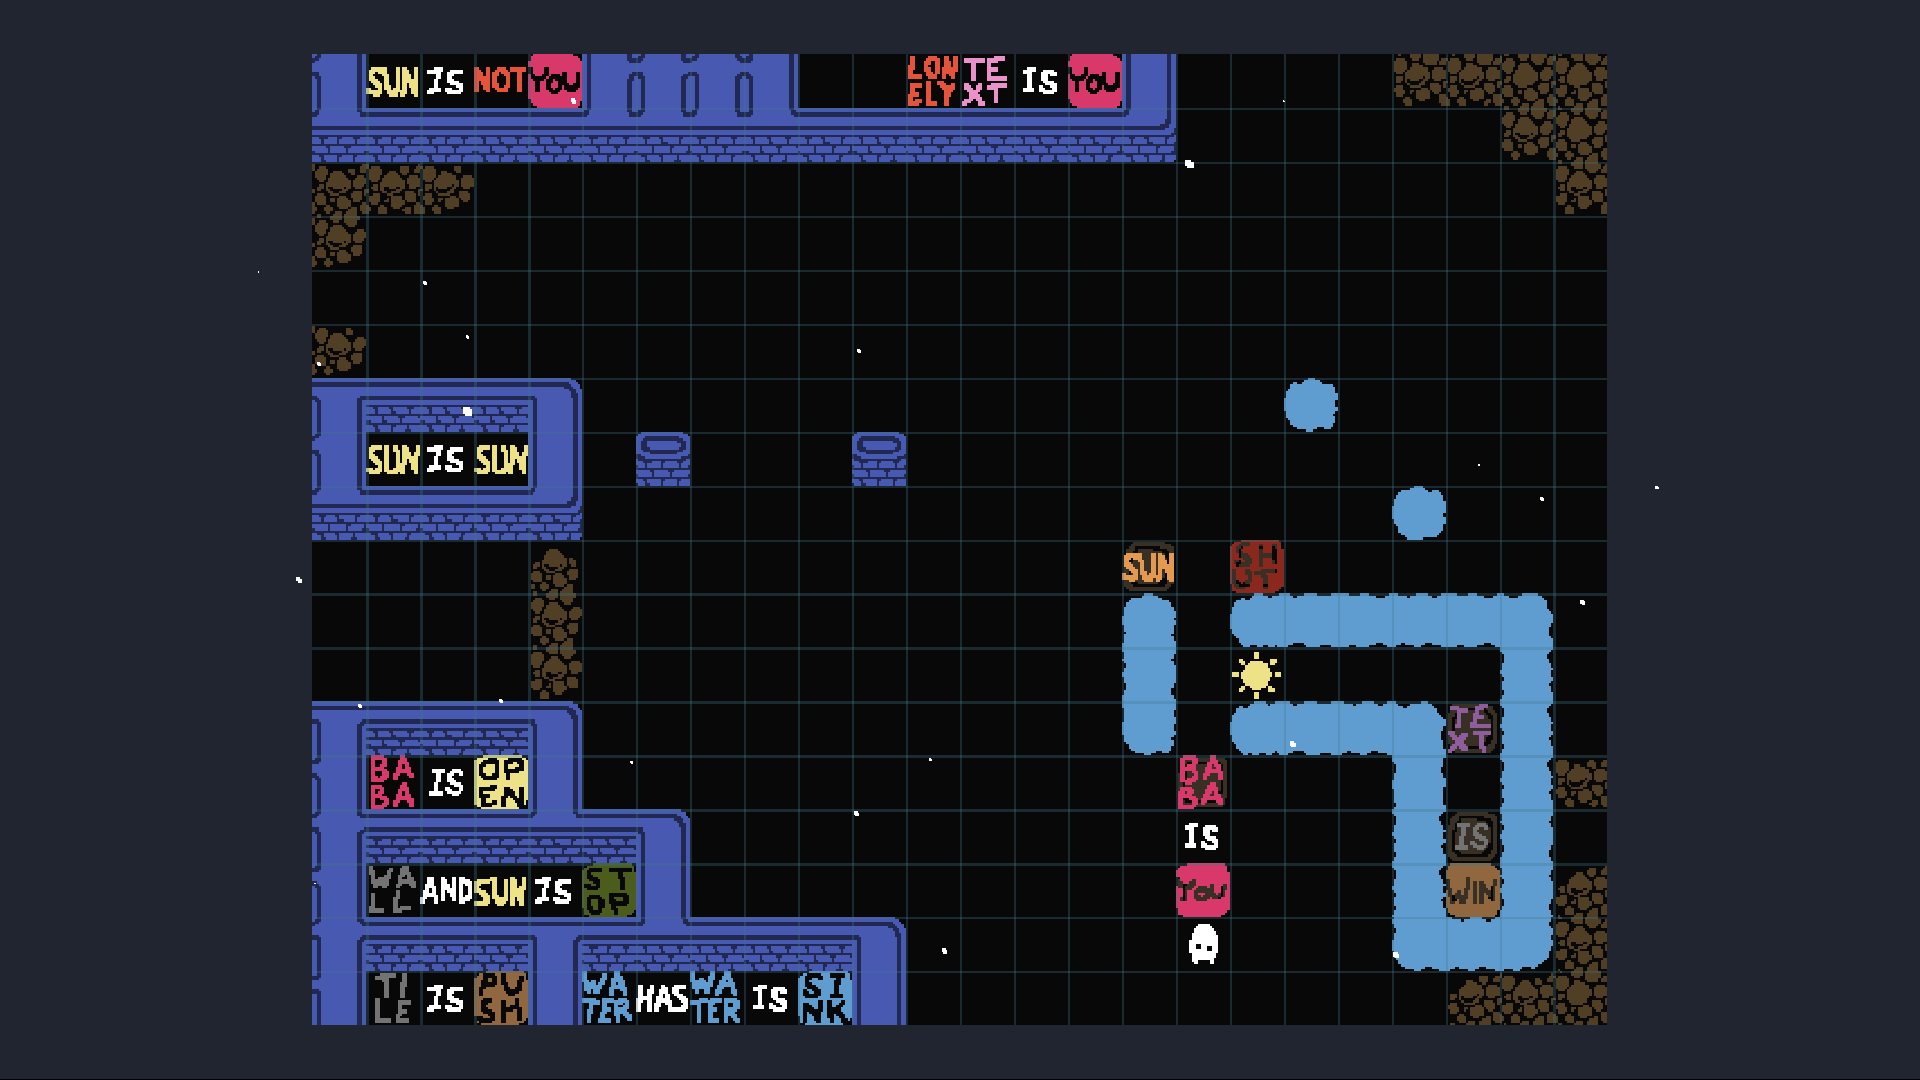 SUN IS NOT YOU
LONELY TEXT IS YOU
SUN IS SUN
SUN
SHUT
TEXT
BABA IS OPEN
BABA
IS
IS
WALL AND SUN IS STOP
YOU
WIN
TILE IS PUSH
WATER HAS WATER IS SINK